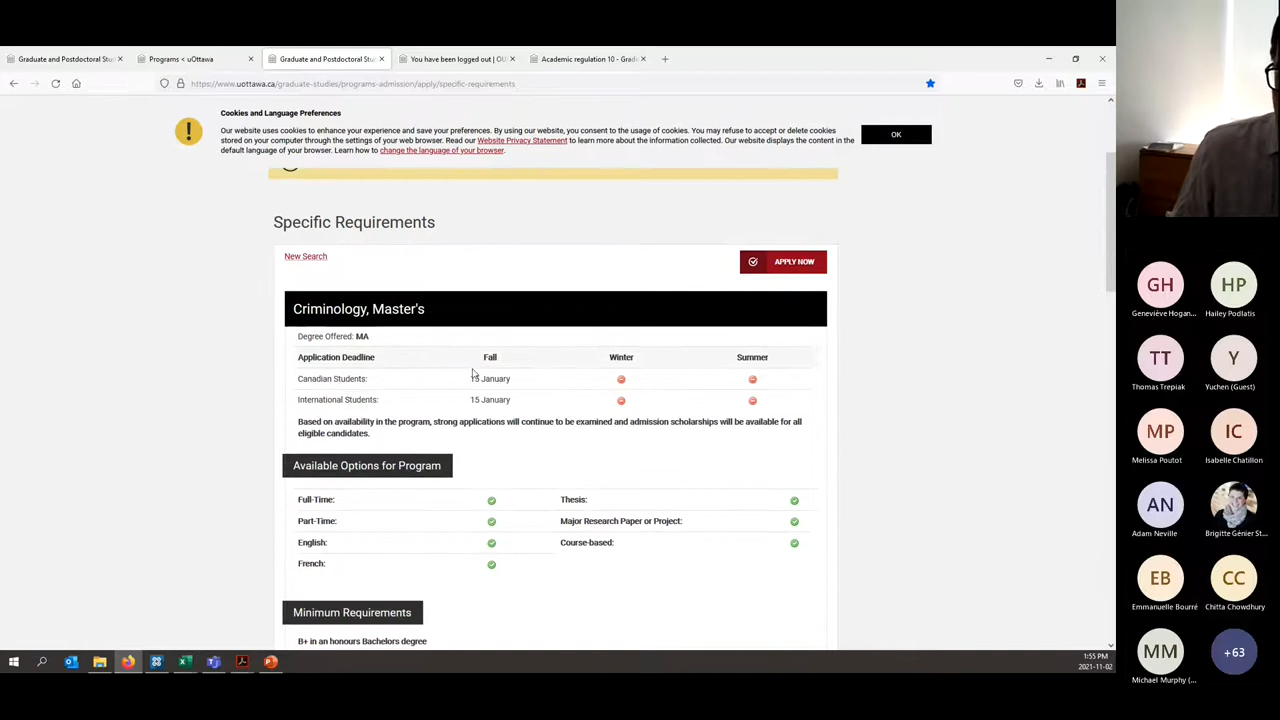 Graduate and Postdoctoral Stu
Programs < uOttawa
Graduate and Postdoctoral Stu
You have been logged out | OU
Academic regulation 10 - Grad
https://www.uottawa.ca/graduate-studies/programs-admission/apply/specific-requirements
Cookies and Language Preferences
Our website uses cookies to enhance your experience and save your preferences. By using our website, you consent to the usage of cookies. You may refuse to accept or delete cookies
stored on your computer through the settings of your web browser. Read our Website Privacy Statement to learn more about the information collected. Our website displays the content in the
default language of your browser. Learn how to change the language of your browser.
OK
Specific Requirements
New Search
APPLY NOW
Criminology, Master's
Degree Offered: MA
Application Deadline Fall Winter Summer
Canadian Students: 15 January
International Students: 15 January
Based on availability in the program, strong applications will continue to be examined and admission scholarships will be available for all
eligible candidates.
Available Options for Program
Full-Time: Thesis:
Part-Time: Major Research Paper or Project:
English: Course-based:
French:
Minimum Requirements
B+ in an honours Bachelors degree
1:55 PM
2021-11-02
GH HP
Geneviève Hogan... Hailey Podlatis
TT Y
Thomas Trepiak Yuchen (Guest)
MP IC
Melissa Poutot Isabelle Chatillon
AN
Adam Neville Brigitte Génier St...
EB CC
Emmanuelle Bourré Chitta Chowdhury
MM +63
Michael Murphy (...